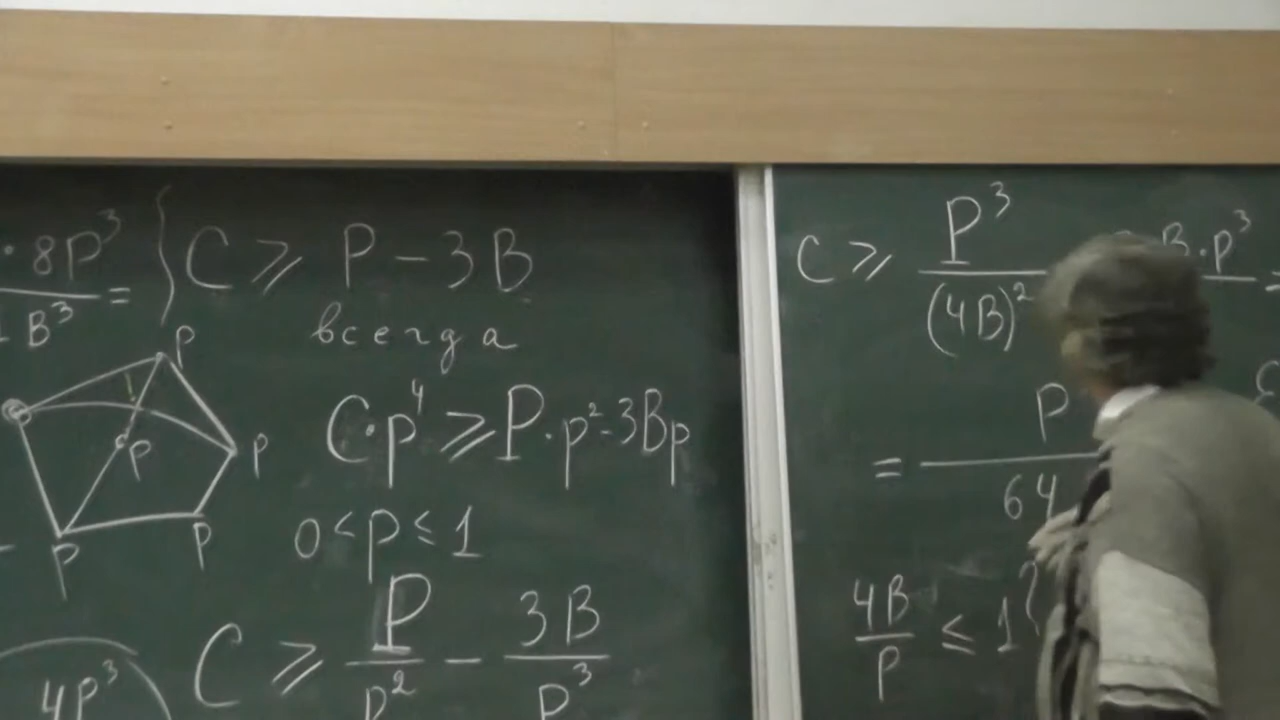 · 8P³
B³ =
C ⩾ P - 3B
всегда
P
P
P
P
P
C·p⁴ ⩾ P·p² - 3Bp
0 < p ≤ 1
C ⩾ P/p² - 3B/p³
4p³
C ⩾ P³/(4B)²
B·p³
= P/64
4B/P ≤ 1